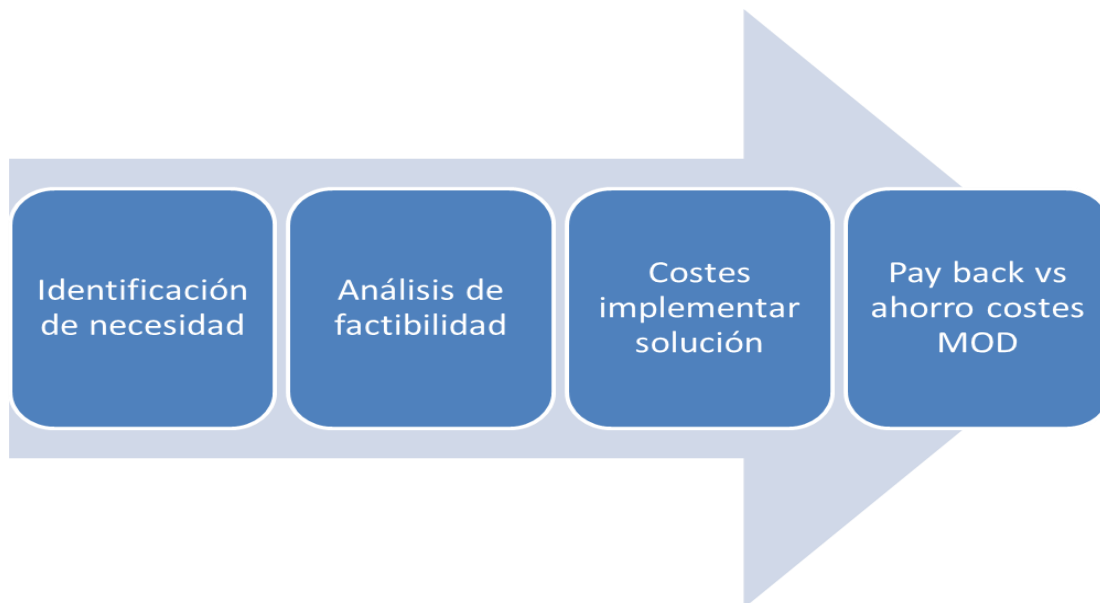 Identificación
de necesidad
Análisis de
factibilidad
Costes
implementar
solución
Pay back vs
ahorro costes
MOD